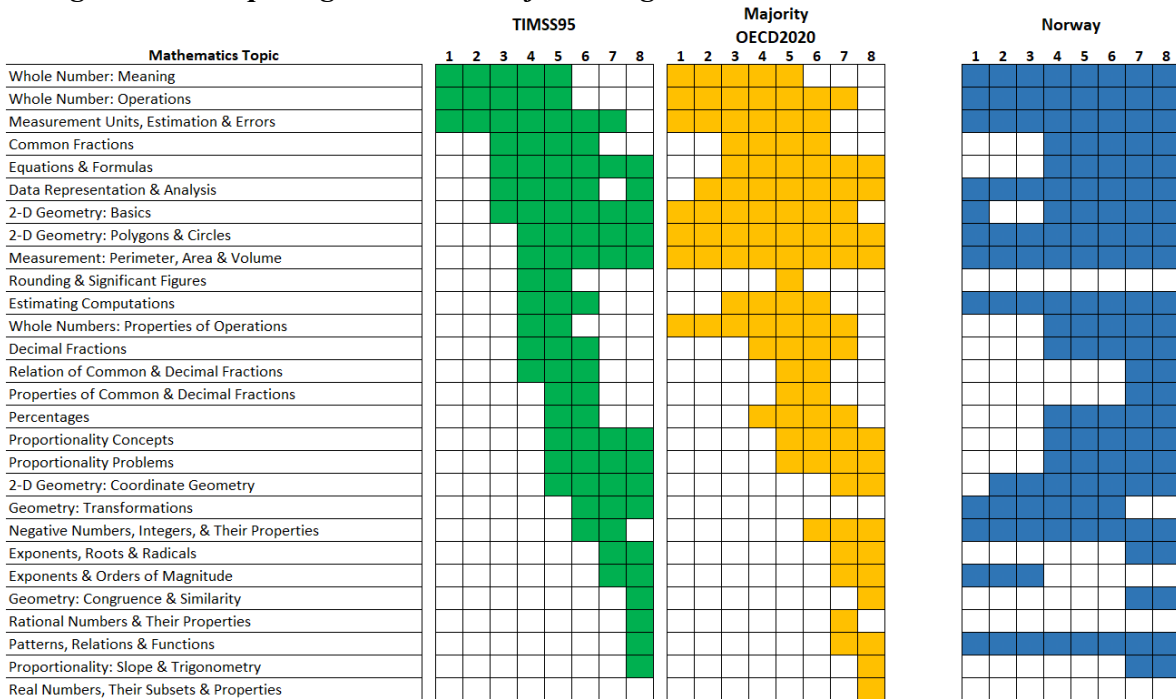 TIMSS95
Majority
OECD2020
Norway
Mathematics Topic 1 2 3 4 5 6 7 8 1 2 3 4 5 6 7 8 1 2 3 4 5 6 7 8
Whole Number: Meaning
Whole Number: Operations
Measurement Units, Estimation & Errors
Common Fractions
Equations & Formulas
Data Representation & Analysis
2-D Geometry: Basics
2-D Geometry: Polygons & Circles
Measurement: Perimeter, Area & Volume
Rounding & Significant Figures
Estimating Computations
Whole Numbers: Properties of Operations
Decimal Fractions
Relation of Common & Decimal Fractions
Properties of Common & Decimal Fractions
Percentages
Proportionality Concepts
Proportionality Problems
2-D Geometry: Coordinate Geometry
Geometry: Transformations
Negative Numbers, Integers, & Their Properties
Exponents, Roots & Radicals
Exponents & Orders of Magnitude
Geometry: Congruence & Similarity
Rational Numbers & Their Properties
Patterns, Relations & Functions
Proportionality: Slope & Trigonometry
Real Numbers, Their Subsets & Properties